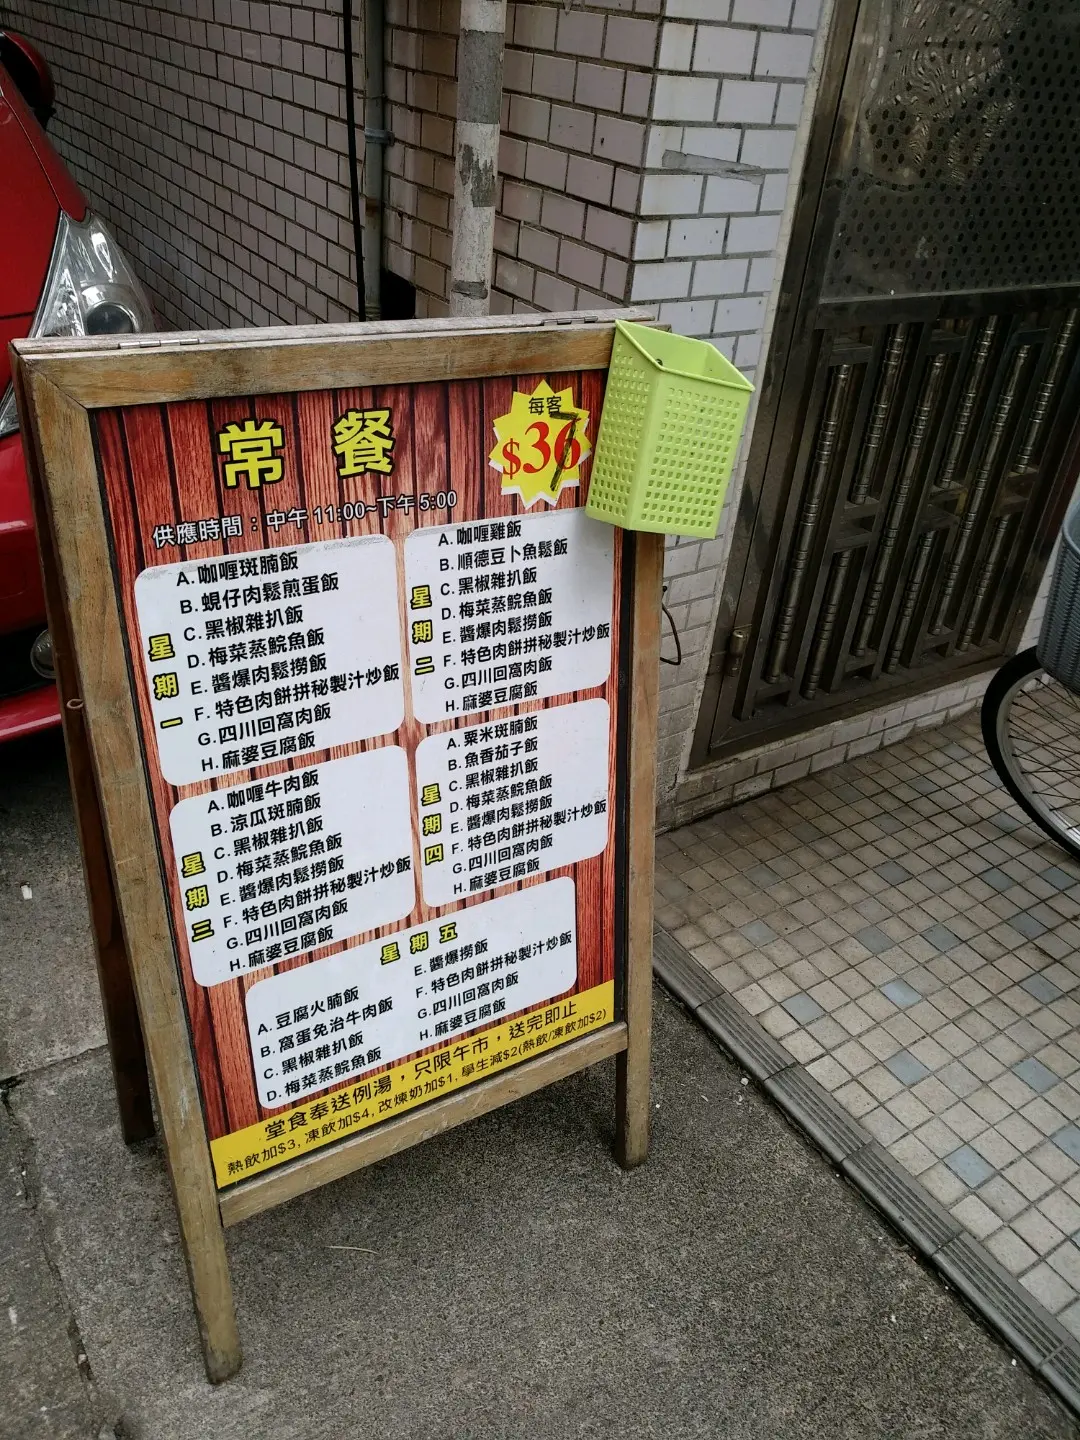 常餐
每客
$37
供應時間：中午 11:00~下午 5:00
星期一
A. 咖喱斑腩飯
B. 蜆仔肉鬆煎蛋飯
C. 黑椒雜扒飯
D. 梅菜蒸鯇魚飯
E. 醬爆肉鬆撈飯
F. 特色肉餅拼秘製汁炒飯
G. 四川回窩肉飯
H. 麻婆豆腐飯
星期二
A. 咖喱雞飯
B. 順德豆卜魚鬆飯
C. 黑椒雜扒飯
D. 梅菜蒸鯇魚飯
E. 醬爆肉鬆撈飯
F. 特色肉餅拼秘製汁炒飯
G. 四川回窩肉飯
H. 麻婆豆腐飯
星期三
A. 咖喱牛肉飯
B. 涼瓜斑腩飯
C. 黑椒雜扒飯
D. 梅菜蒸鯇魚飯
E. 醬爆肉鬆撈飯
F. 特色肉餅拼秘製汁炒飯
G. 四川回窩肉飯
H. 麻婆豆腐飯
星期四
A. 粟米斑腩飯
B. 魚香茄子飯
C. 黑椒雜扒飯
D. 梅菜蒸鯇魚飯
E. 醬爆肉鬆撈飯
F. 特色肉餅拼秘製汁炒飯
G. 四川回窩肉飯
H. 麻婆豆腐飯
星期五
A. 豆腐火腩飯
B. 窩蛋免治牛肉飯
C. 黑椒雜扒飯
D. 梅菜蒸鯇魚飯
E. 醬爆撈飯
F. 特色肉餅拼秘製汁炒飯
G. 四川回窩肉飯
H. 麻婆豆腐飯
堂食奉送例湯，只限午市，送完即止
熱飲加$3, 凍飲加$4, 改煉奶加$1, 學生減$2(熱飲/凍飲加$2)